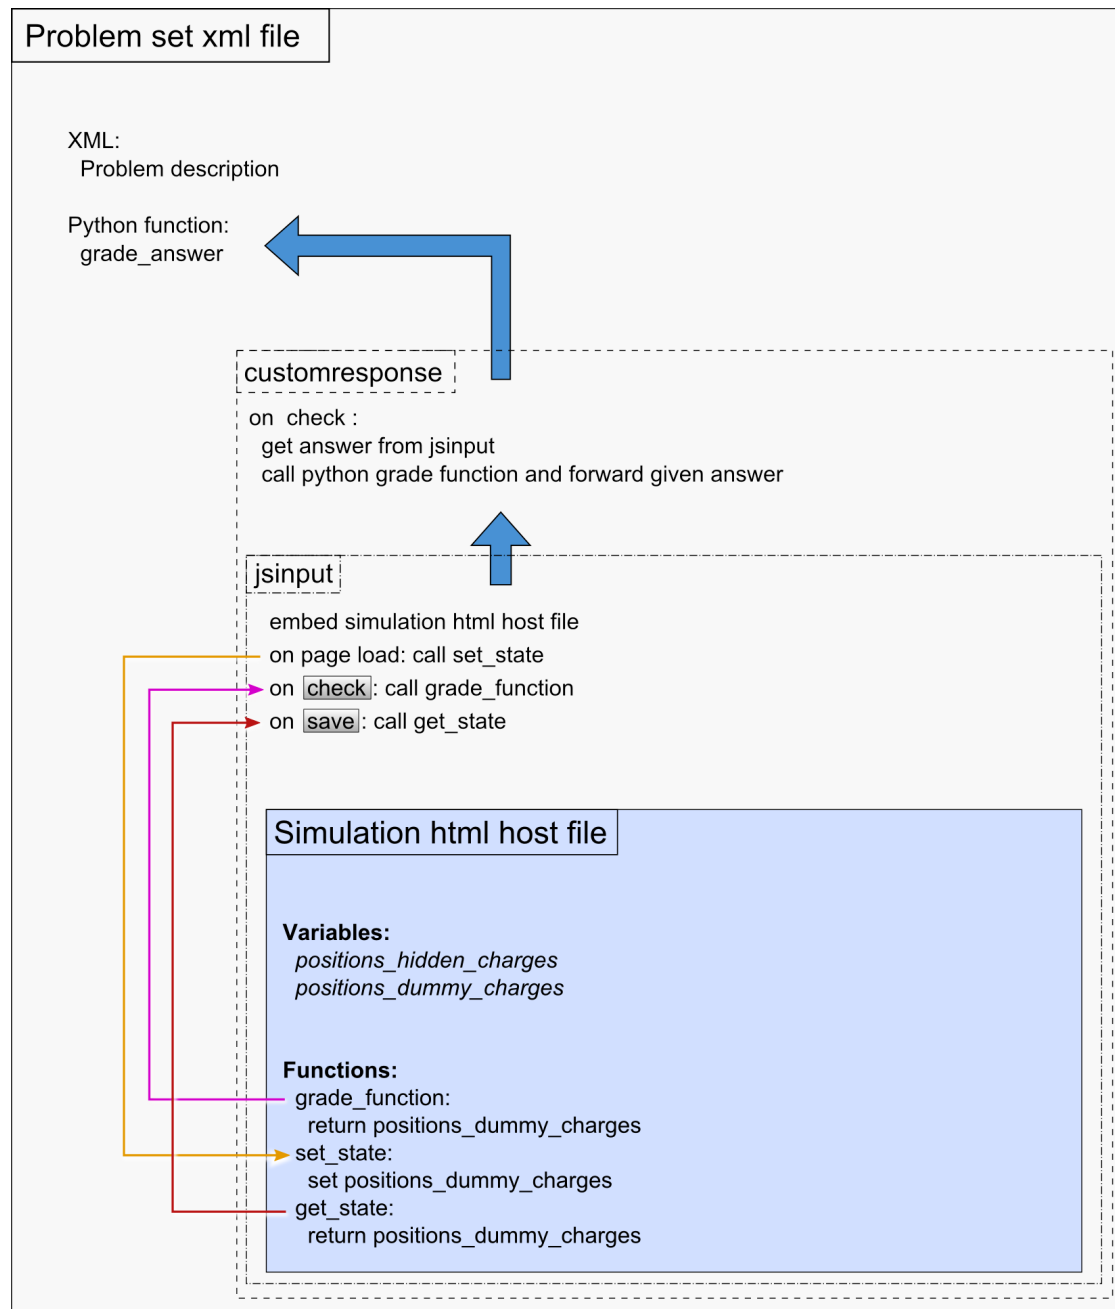 Problem set xml file
XML:
Problem description
Python function:
grade_answer
customresponse
on check :
get answer from jsinput
call python grade function and forward given answer
jsinput
embed simulation html host file
on page load: call set_state
on check : call grade_function
on save : call get_state
Simulation html host file
Variables:
positions_hidden_charges
positions_dummy_charges
Functions:
grade_function:
return positions_dummy_charges
set_state:
set positions_dummy_charges
get_state:
return positions_dummy_charges